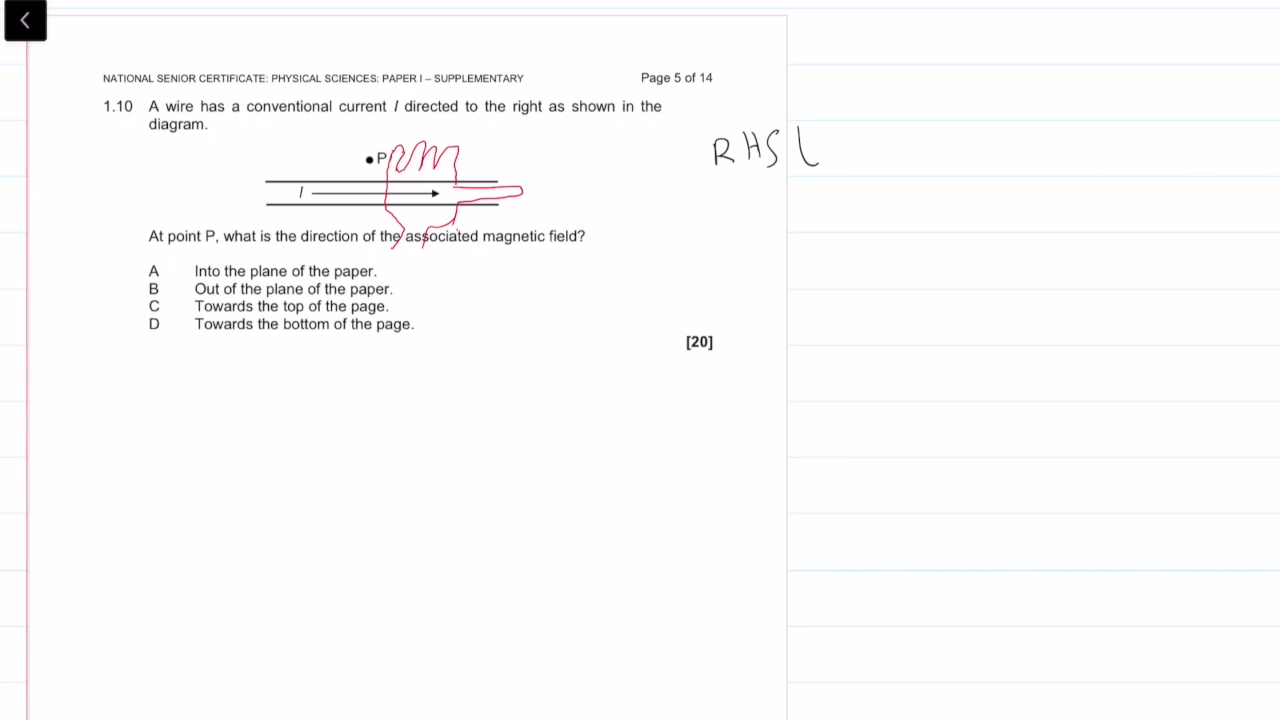 NATIONAL SENIOR CERTIFICATE: PHYSICAL SCIENCES: PAPER I – SUPPLEMENTARY Page 5 of 14
1.10 A wire has a conventional current I directed to the right as shown in the
diagram.
P
I
At point P, what is the direction of the associated magnetic field?
A Into the plane of the paper.
B Out of the plane of the paper.
C Towards the top of the page.
D Towards the bottom of the page.
[20]
RHS